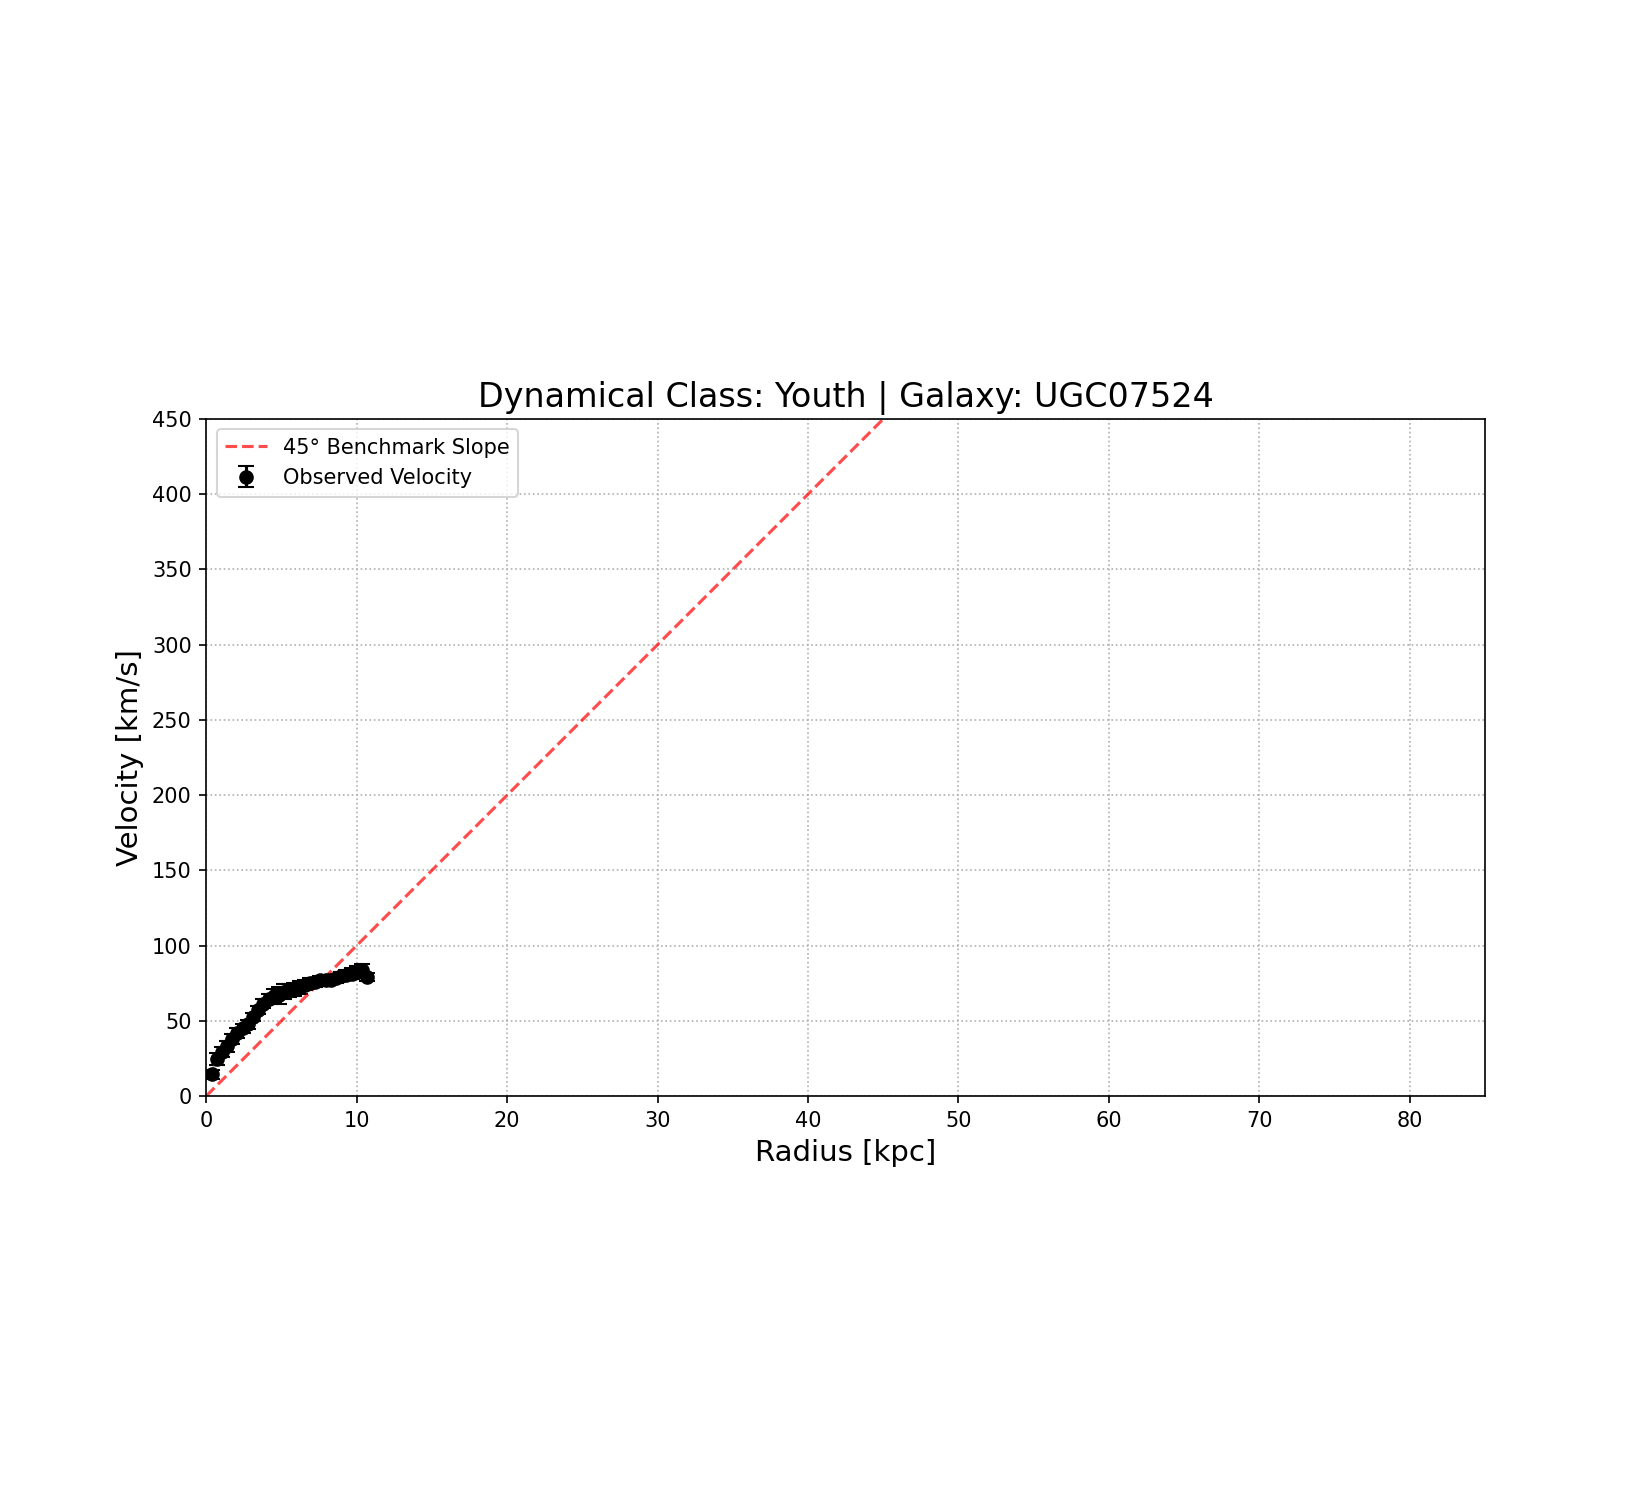 Dynamical Class: Youth | Galaxy: UGC07524
45° Benchmark Slope
Observed Velocity
Velocity [km/s]
450
400
350
300
250
200
150
100
50
0
0 10 20 30 40 50 60 70 80
Radius [kpc]